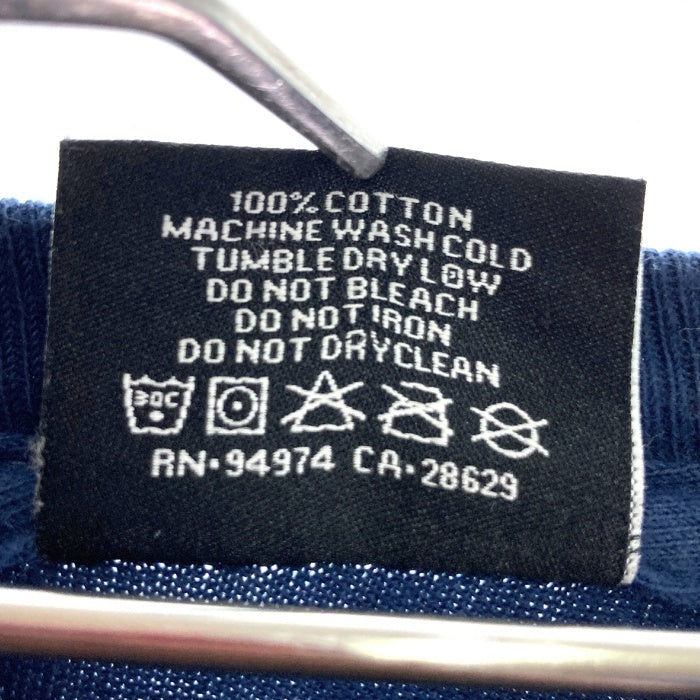 100% COTTON
MACHINE WASH COLD
TUMBLE DRY LOW
DO NOT BLEACH
DO NOT IRON
DO NOT DRYCLEAN
30C
RN·94974 CA·28629